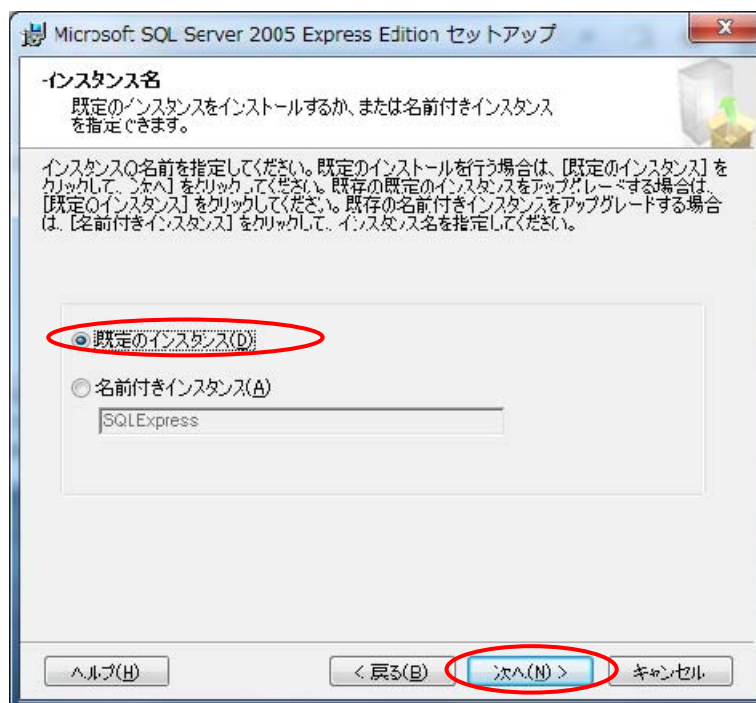 Microsoft SQL Server 2005 Express Edition セットアップ
インスタンス名
既定のインスタンスをインストールするか、または名前付きインスタンス
を指定できます。
インスタンスの名前を指定してください。既定のインストールを行う場合は、[既定のインスタンス] を
クリックして、[次へ] をクリックしてください。既存の既定のインスタンスをアップグレードする場合は、
[既定のインスタンス] をクリックしてください。既存の名前付きインスタンスをアップグレードする場合
は、[名前付きインスタンス] をクリックして、インスタンス名を指定してください。
既定のインスタンス(D)
名前付きインスタンス(A)
SQLExpress
ヘルプ(H)
< 戻る(B)
次へ(N) >
キャンセル